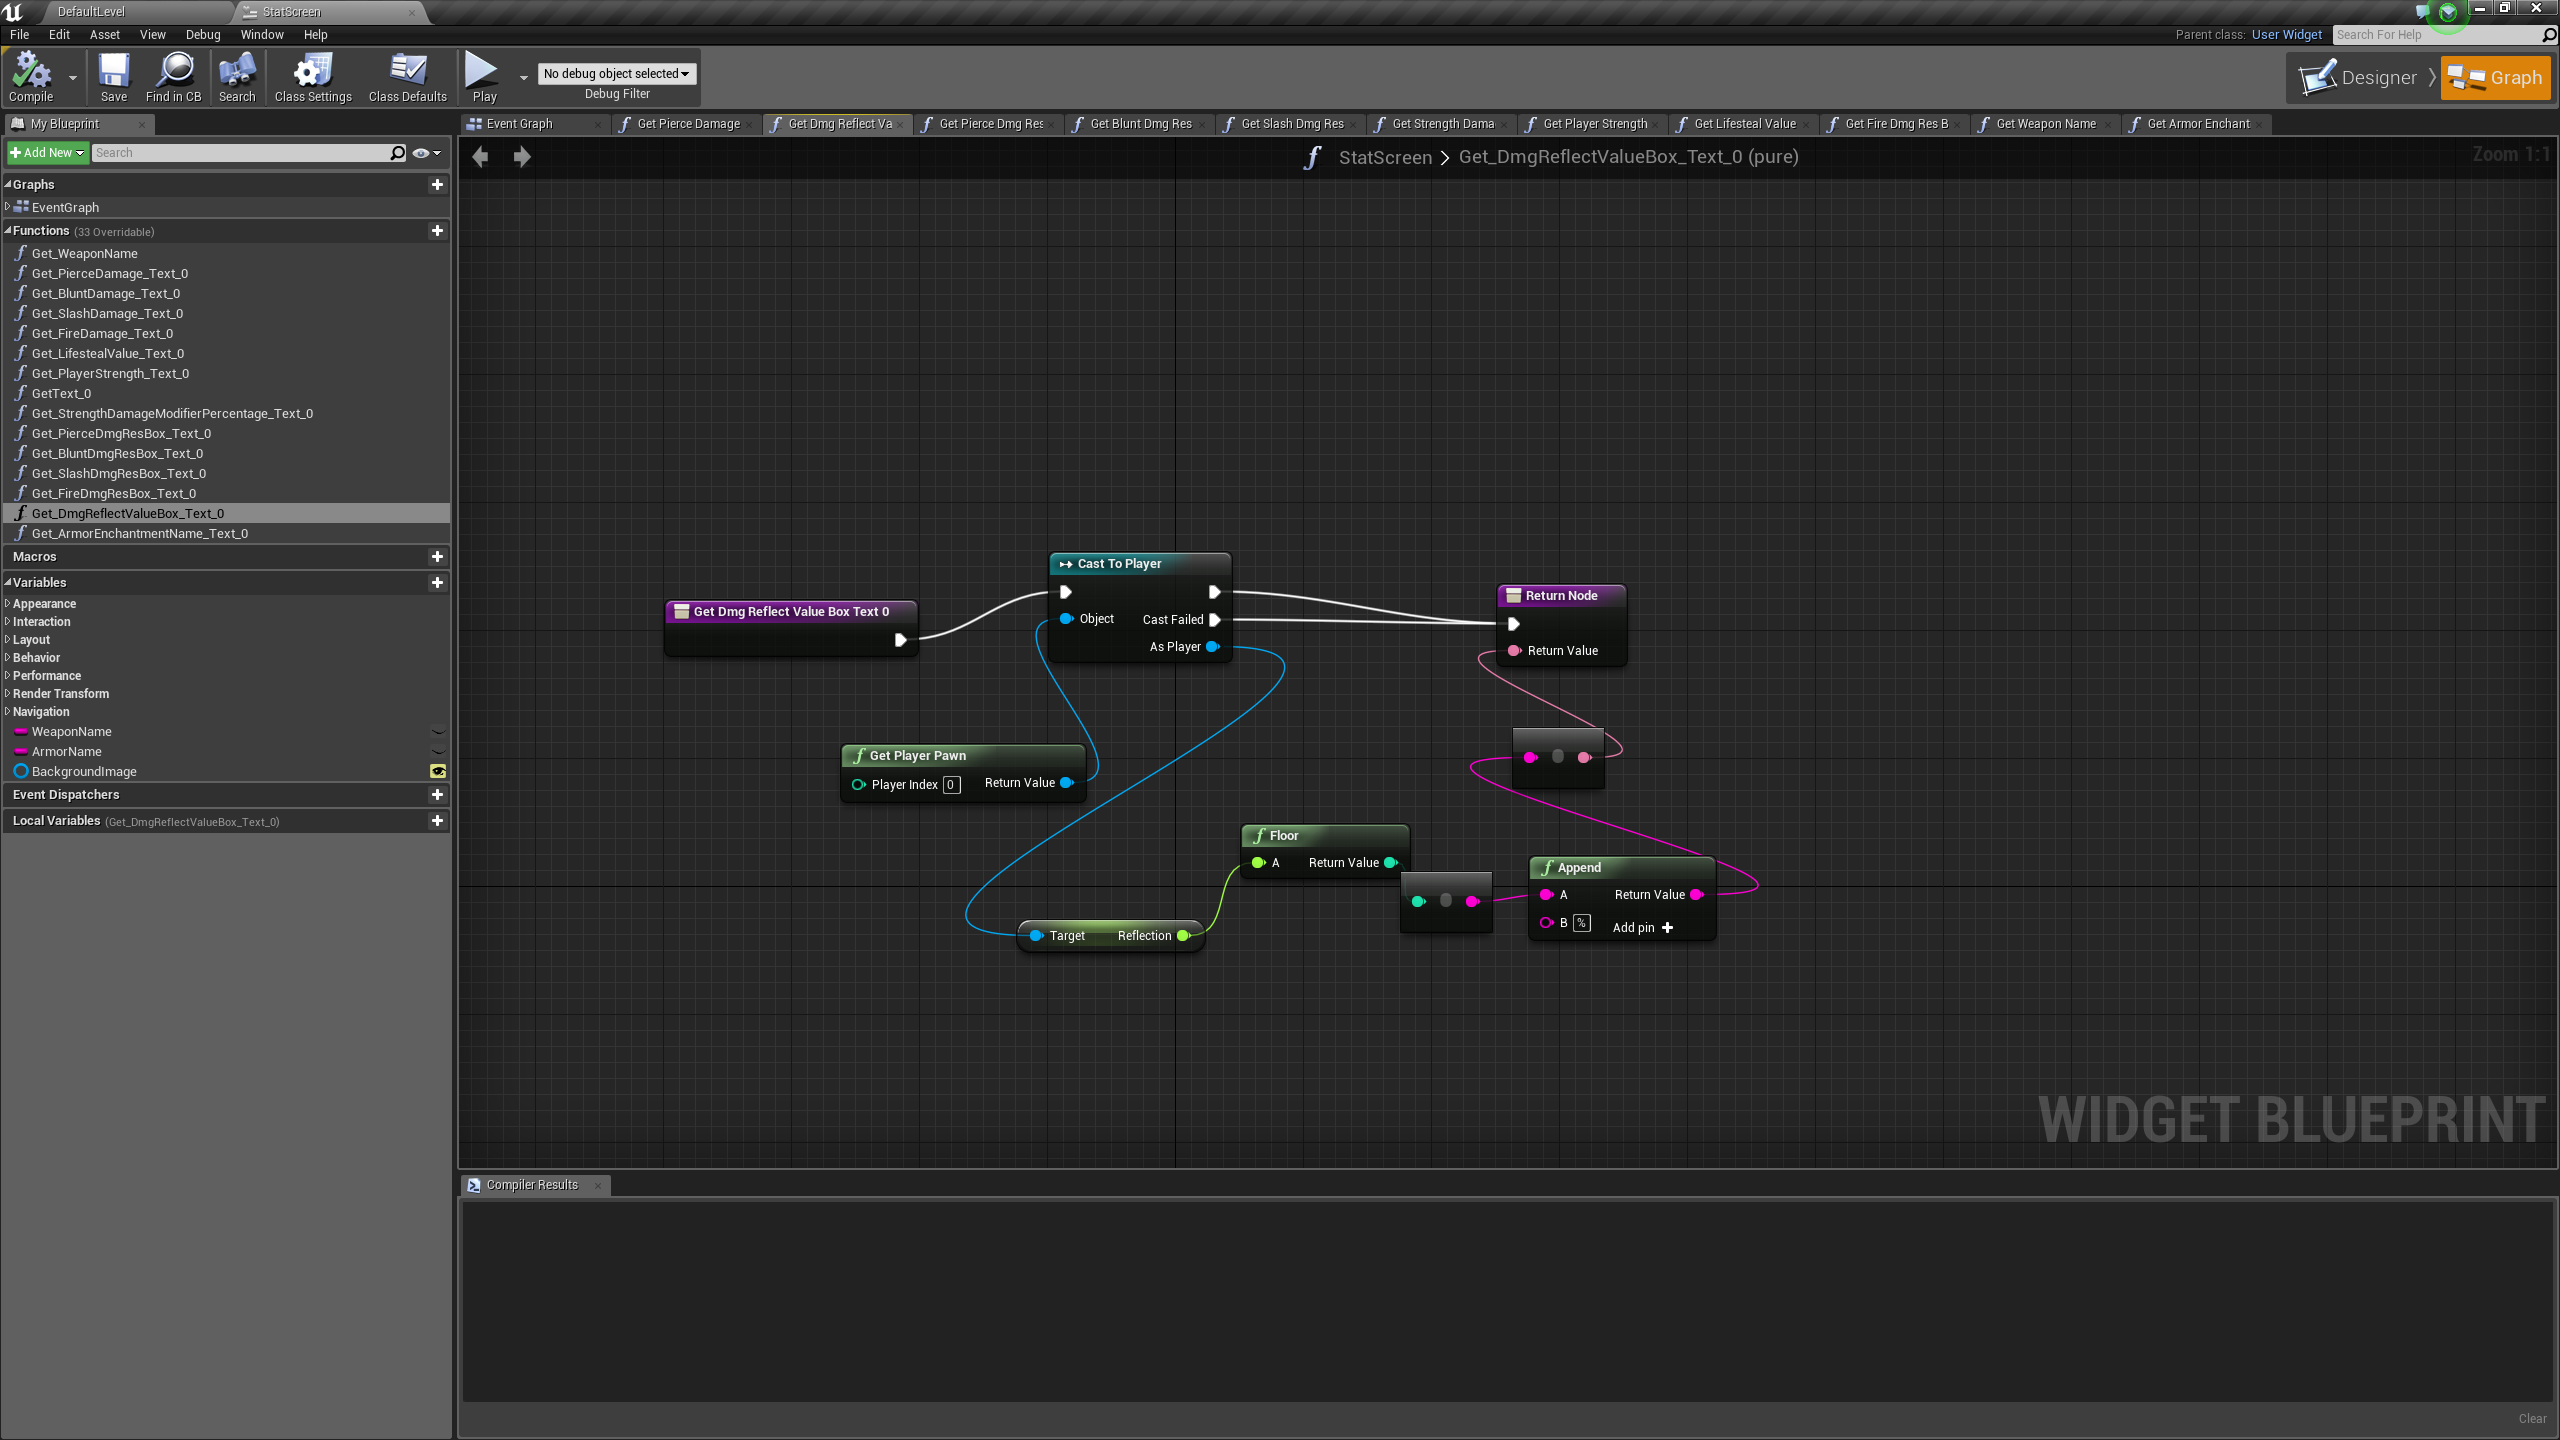 DefaultLevel
StatScreen
File Edit Asset View Debug Window Help
Parent class: User Widget
Search For Help
Compile
Save
Find in CB
Search
Class Settings
Class Defaults
Play
No debug object selected
Debug Filter
Designer
Graph
My Blueprint
Event Graph
Get Pierce Damage
Get Dmg Reflect Va
Get Pierce Dmg Res
Get Blunt Dmg Res
Get Slash Dmg Res
Get Strength Dama
Get Player Strength
Get Lifesteal Value
Get Fire Dmg Res B
Get Weapon Name
Get Armor Enchant
Add New
Search
StatScreen > Get_DmgReflectValueBox_Text_0 (pure)
Zoom 1:1
Graphs
EventGraph
Functions (33 Overridable)
Get_WeaponName
Get_PierceDamage_Text_0
Get_BluntDamage_Text_0
Get_SlashDamage_Text_0
Get_FireDamage_Text_0
Get_LifestealValue_Text_0
Get_PlayerStrength_Text_0
GetText_0
Get_StrengthDamageModifierPercentage_Text_0
Get_PierceDmgResBox_Text_0
Get_BluntDmgResBox_Text_0
Get_SlashDmgResBox_Text_0
Get_FireDmgResBox_Text_0
Get_DmgReflectValueBox_Text_0
Get_ArmorEnchantmentName_Text_0
Macros
Variables
Appearance
Interaction
Layout
Behavior
Performance
Render Transform
Navigation
WeaponName
ArmorName
BackgroundImage
Event Dispatchers
Local Variables (Get_DmgReflectValueBox_Text_0)
Get Dmg Reflect Value Box Text 0
Cast To Player
Object
Cast Failed
As Player
Return Node
Return Value
Get Player Pawn
Player Index 0
Return Value
Floor
A
Return Value
Target
Reflection
Append
A
Return Value
B %
Add pin +
WIDGET BLUEPRINT
Compiler Results
Clear